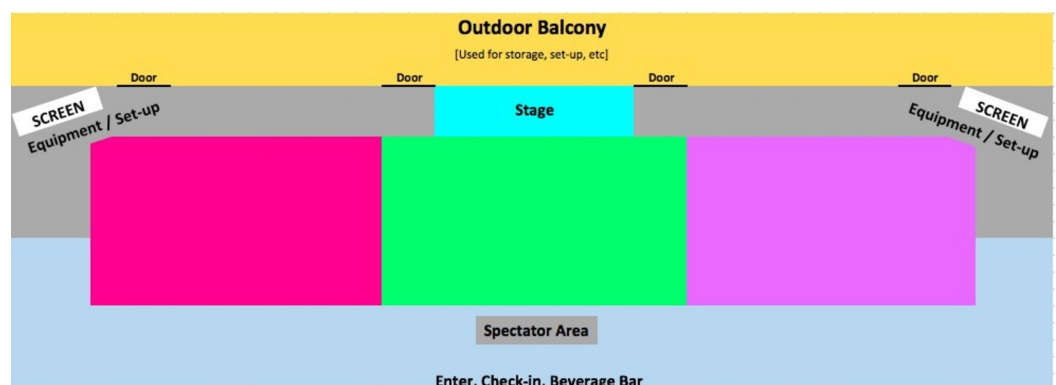 Outdoor Balcony
[Used for storage, set-up, etc]
Door
Door
Door
Door
SCREEN
Equipment / Set-up
Stage
SCREEN
Equipment / Set-up
Spectator Area
Enter, Check-in, Beverage Bar